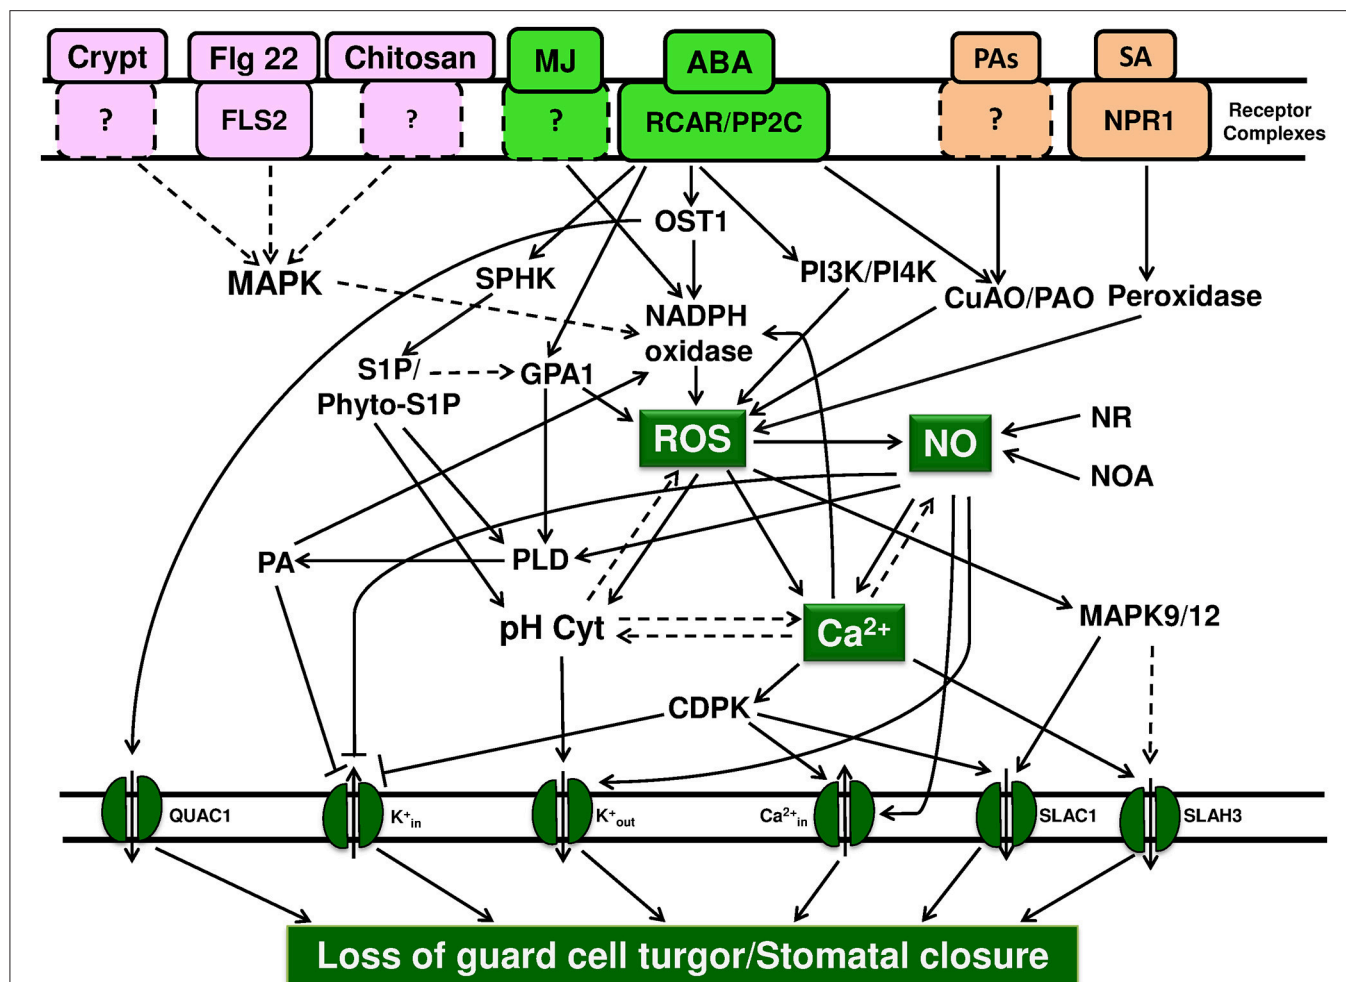 Crypt
Flg 22
Chitosan
MJ
ABA
PAs
SA
?
FLS2
?
?
RCAR/PP2C
?
NPR1
Receptor
Complexes
OST1
MAPK
SPHK
PI3K/PI4K
CuAO/PAO
Peroxidase
NADPH
oxidase
S1P/
Phyto-S1P
GPA1
ROS
NO
NR
NOA
PA
PLD
pH Cyt
Ca²⁺
MAPK9/12
CDPK
QUAC1
K⁺in
K⁺out
Ca²⁺in
SLAC1
SLAH3
Loss of guard cell turgor/Stomatal closure